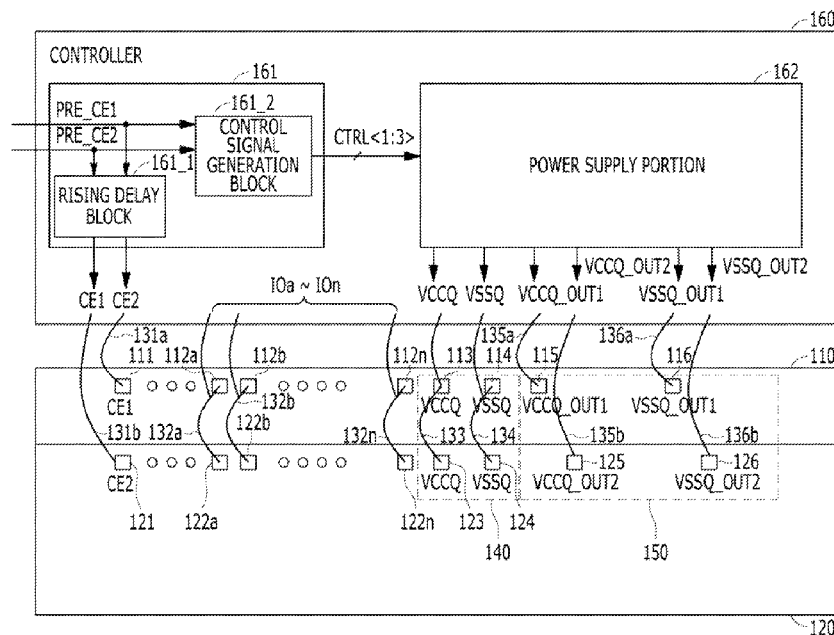 160
CONTROLLER
161
162
PRE_CE1
161_2
PRE_CE2
CONTROL
SIGNAL
GENERATION
BLOCK
CTRL<1:3>
POWER SUPPLY PORTION
161_1
RISING DELAY
BLOCK
VCCQ_OUT2
VSSQ_OUT2
IOa ~ IOn
CE1 CE2
VCCQ VSSQ VCCQ_OUT1 VSSQ_OUT1
131a
135a
136a
110
111 112a 112b 112n 113 114 115 116
CE1
132b
VCCQ VSSQ VCCQ_OUT1 VSSQ_OUT1
131b 132a 122b 132n 133 134 135b 136b
CE2
VCCQ VSSQ
125
126
VCCQ_OUT2 VSSQ_OUT2
121 122a 122n 123 124
140
150
120